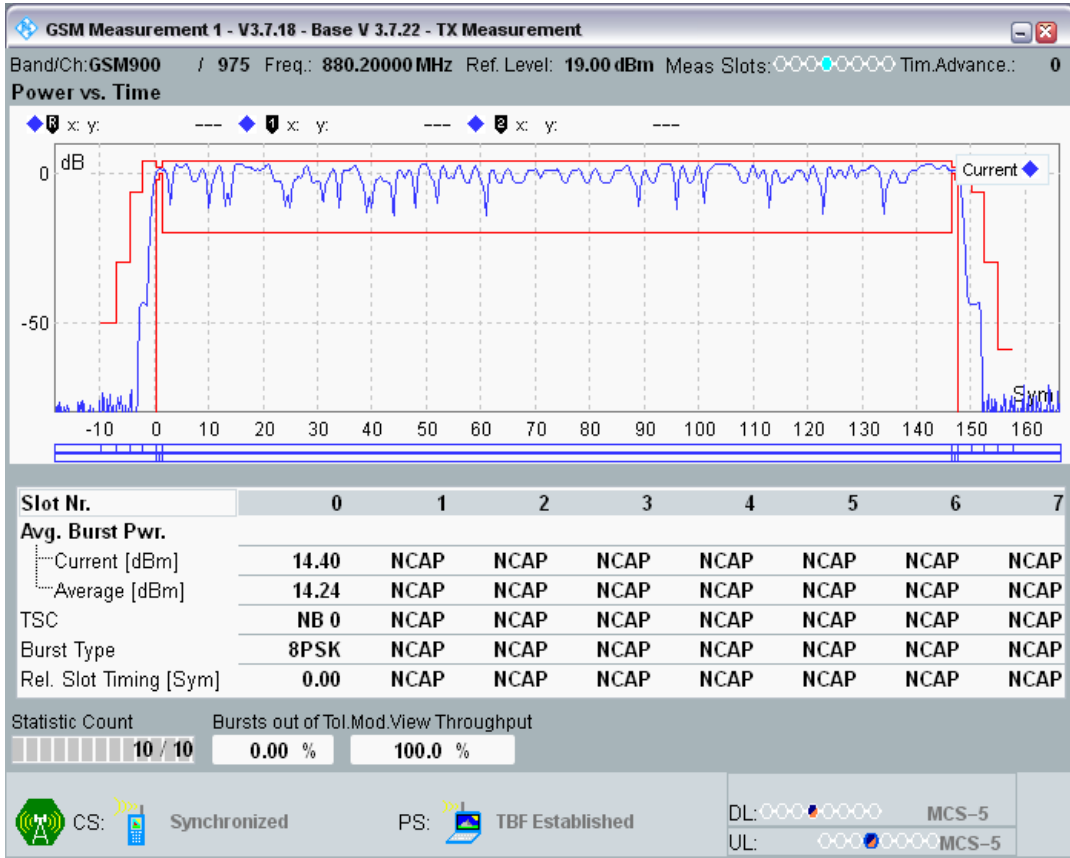 GSM Measurement 1 - V3.7.18 - Base V 3.7.22 - TX Measurement
Band/Ch:GSM900 / 975 Freq.: 880.20000 MHz Ref. Level: 19.00 dBm Meas Slots: Tim.Advance.: 0
Power vs. Time
R x: y: --- 1 x: y: --- 2 x: y: ---
dB
0
Current
-50
Sym
-10 0 10 20 30 40 50 60 70 80 90 100 110 120 130 140 150 160
Slot Nr. 0 1 2 3 4 5 6 7
Avg. Burst Pwr.
Current [dBm] 14.40 NCAP NCAP NCAP NCAP NCAP NCAP NCAP
Average [dBm] 14.24 NCAP NCAP NCAP NCAP NCAP NCAP NCAP
TSC NB 0 NCAP NCAP NCAP NCAP NCAP NCAP NCAP
Burst Type 8PSK NCAP NCAP NCAP NCAP NCAP NCAP NCAP
Rel. Slot Timing [Sym] 0.00 NCAP NCAP NCAP NCAP NCAP NCAP NCAP
Statistic Count Bursts out of Tol.Mod.View Throughput
10 / 10 0.00 % 100.0 %
CS: Synchronized PS: TBF Established
DL: MCS-5
UL: MCS-5